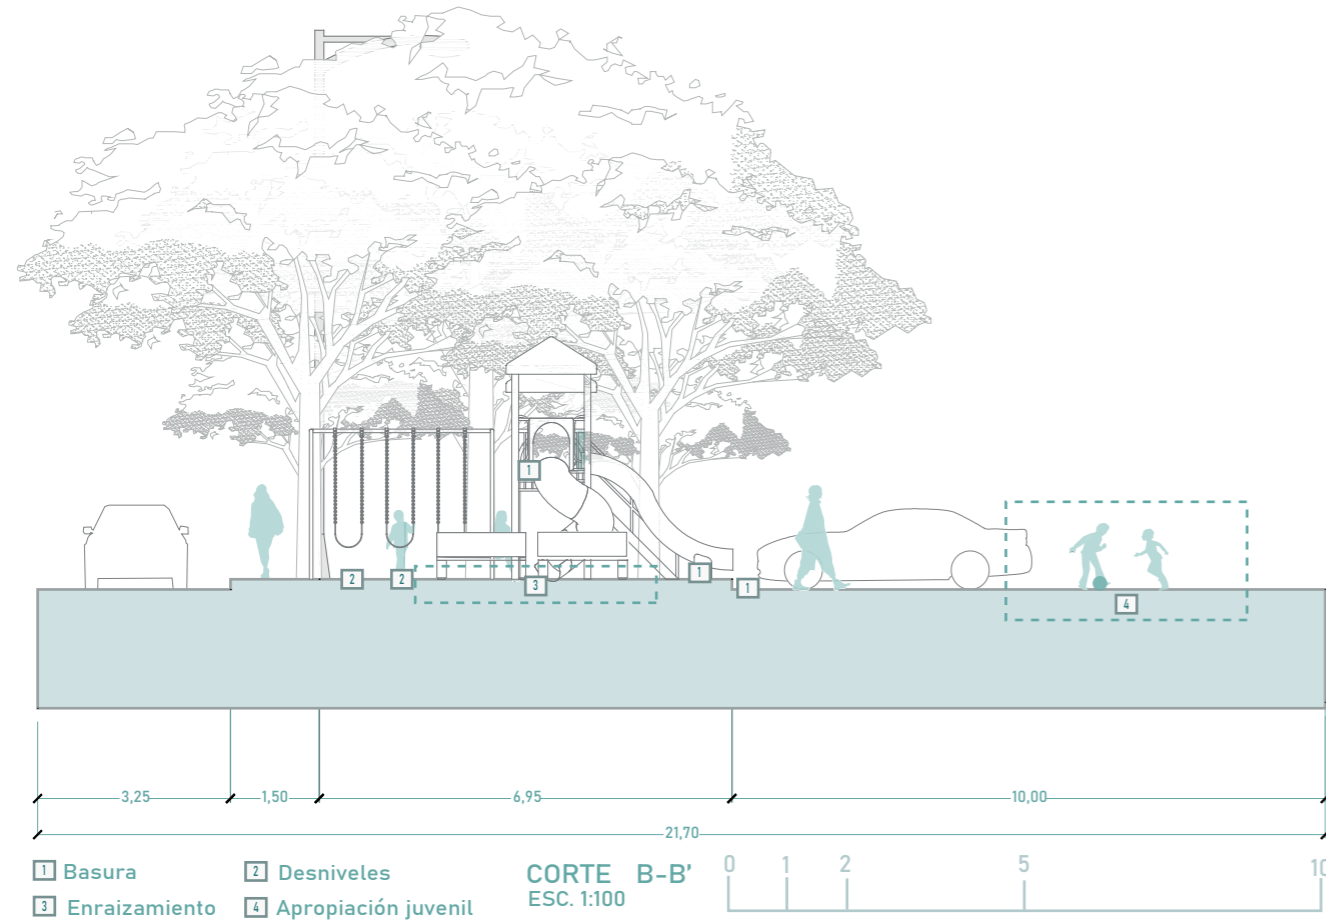 1
2
2
3
1
1
4
3,25
1,50
6,95
10,00
21,70
1 Basura
2 Desniveles
3 Enraizamiento
4 Apropiación juvenil
CORTE B-B'
ESC. 1:100
0 1 2 5 10